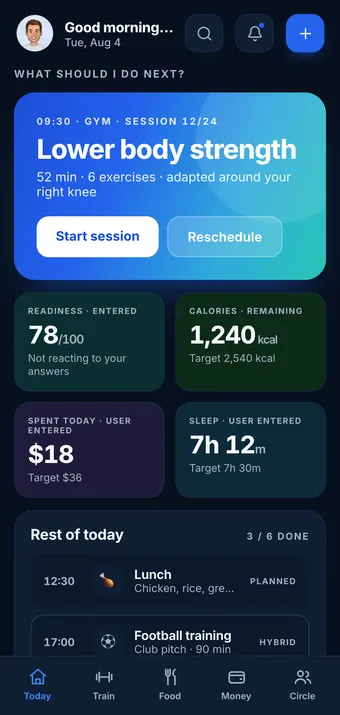 Good morning...
Tue, Aug 4
WHAT SHOULD I DO NEXT?
09:30 · GYM · SESSION 12/24
Lower body strength
52 min · 6 exercises · adapted around your
right knee
Start session
Reschedule
READINESS · ENTERED
78/100
Not reacting to your
answers
CALORIES · REMAINING
1,240 kcal
Target 2,540 kcal
SPENT TODAY · USER
ENTERED
$18
Target $36
SLEEP · USER ENTERED
7h 12m
Target 7h 30m
Rest of today
3 / 6 DONE
12:30
Lunch
Chicken, rice, gre...
PLANNED
17:00
Football training
Club pitch · 90 min
HYBRID
Today
Train
Food
Money
Circle